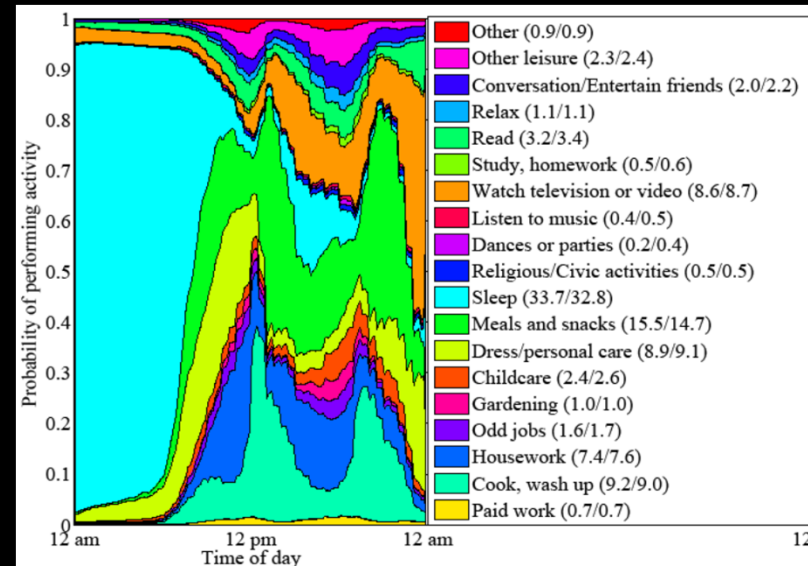 1
0.9
0.8
0.7
0.6
0.5
0.4
0.3
0.2
0.1
0
Probability of performing activity
12 am
12 pm
12 am
12
Time of day
Other (0.9/0.9)
Other leisure (2.3/2.4)
Conversation/Entertain friends (2.0/2.2)
Relax (1.1/1.1)
Read (3.2/3.4)
Study, homework (0.5/0.6)
Watch television or video (8.6/8.7)
Listen to music (0.4/0.5)
Dances or parties (0.2/0.4)
Religious/Civic activities (0.5/0.5)
Sleep (33.7/32.8)
Meals and snacks (15.5/14.7)
Dress/personal care (8.9/9.1)
Childcare (2.4/2.6)
Gardening (1.0/1.0)
Odd jobs (1.6/1.7)
Housework (7.4/7.6)
Cook, wash up (9.2/9.0)
Paid work (0.7/0.7)